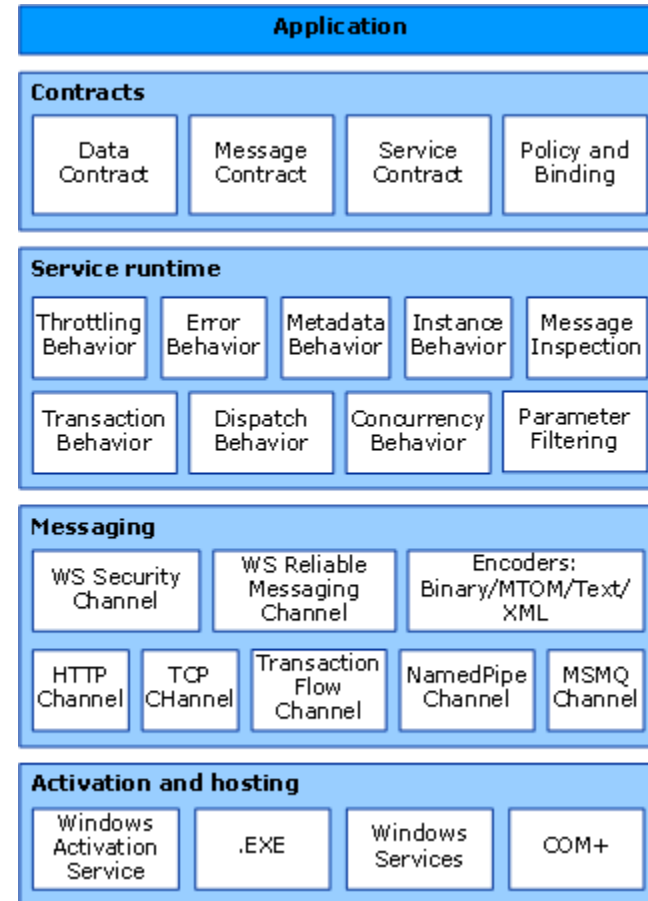 Application
Contracts
Data
Contract
Message
Contract
Service
Contract
Policy and
Binding
Service runtime
Throttling
Behavior
Error
Behavior
Metadata
Behavior
Instance
Behavior
Message
Inspection
Transaction
Behavior
Dispatch
Behavior
Concurrency
Behavior
Parameter
Filtering
Messaging
WS Security
Channel
WS Reliable
Messaging
Channel
Encoders:
Binary/MTOM/Text/
XML
HTTP
Channel
TCP
CHannel
Transaction
Flow
Channel
NamedPipe
Channel
MSMQ
Channel
Activation and hosting
Windows
Activation
Service
.EXE
Windows
Services
COM+